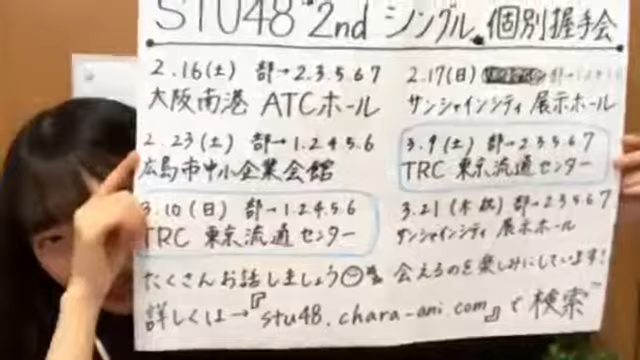 STU48 2nd シングル 個別握手会
2.16(土) 部→2.3.5.6.7
大阪南港 ATCホール
2.17(日) 部→1.
サンシャインシティ 展示ホール
2.23(土) 部→1.2.4.5.6
広島市中小企業会館
3.9(土) 部→2.3.5.6.7
TRC 東京流通センター
3.10(日) 部→1.2.4.5.6
TRC 東京流通センター
3.21(木・祝) 部→2.3.5.6.7
サンシャインシティ 展示ホール
たくさんお話しましょう 会えるのを楽しみにしています!
詳しくは→『stu48.chara-ani.com』で検索